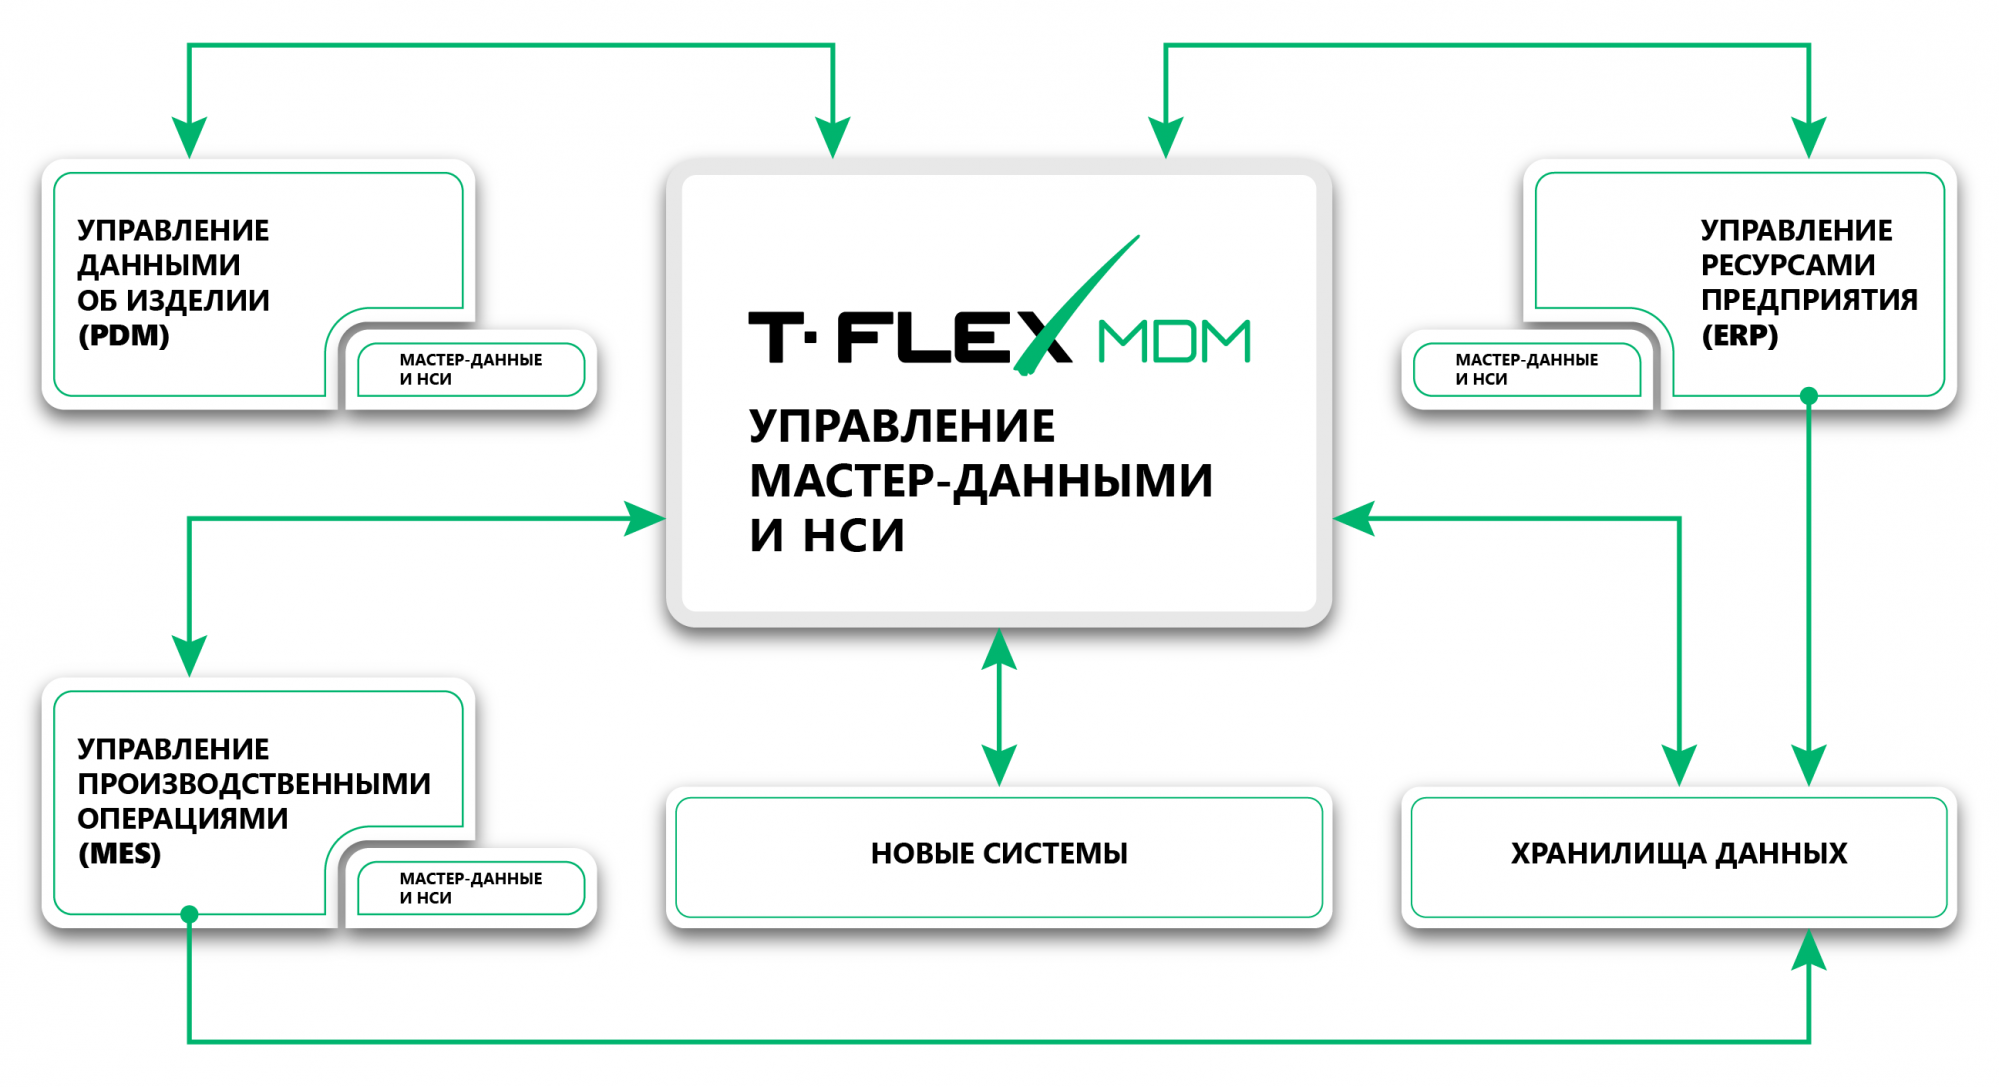 УПРАВЛЕНИЕ
ДАННЫМИ
ОБ ИЗДЕЛИИ
(PDM)
МАСТЕР-ДАННЫЕ
И НСИ
T-FLEX MDM
УПРАВЛЕНИЕ
МАСТЕР-ДАННЫМИ
И НСИ
УПРАВЛЕНИЕ
РЕСУРСАМИ
ПРЕДПРИЯТИЯ
(ERP)
МАСТЕР-ДАННЫЕ
И НСИ
УПРАВЛЕНИЕ
ПРОИЗВОДСТВЕННЫМИ
ОПЕРАЦИЯМИ
(MES)
МАСТЕР-ДАННЫЕ
И НСИ
НОВЫЕ СИСТЕМЫ
ХРАНИЛИЩА ДАННЫХ